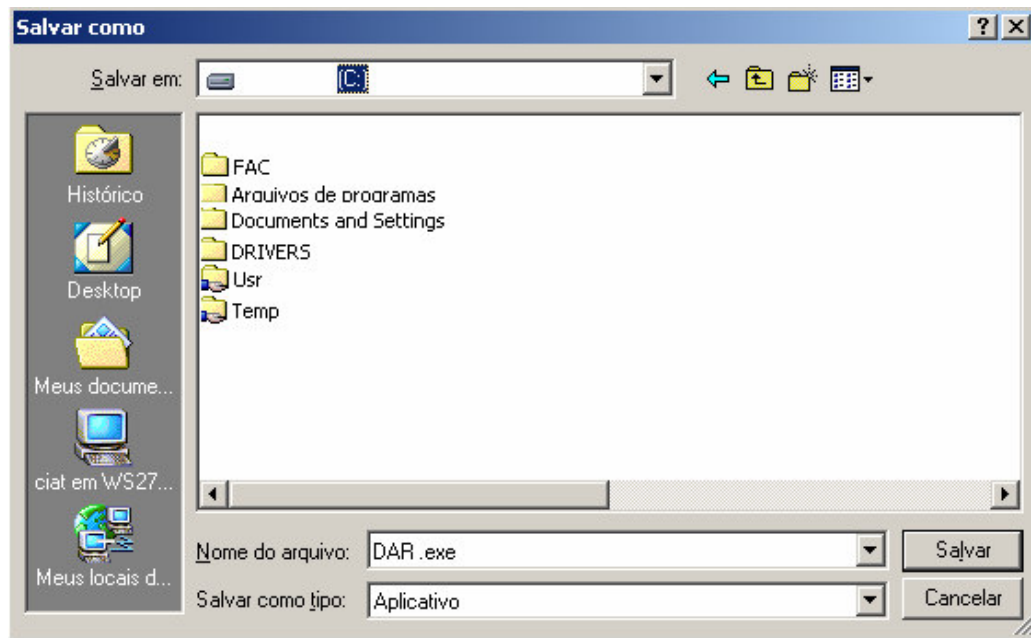 Salvar como
Salvar em: (C:)
Histórico
Desktop
Meus docume...
ciat em WS27...
Meus locais d...
FAC
Arquivos de programas
Documents and Settings
DRIVERS
Usr
Temp
Nome do arquivo: DAR.exe Salvar
Salvar como tipo: Aplicativo Cancelar